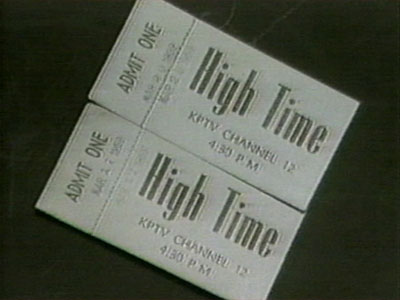 ADMIT ONE
High Time
KPTV CHANNEL 12
4:30 P.M
ADMIT ONE
High Time
KPTV CHANNEL 12
4:30 P.M